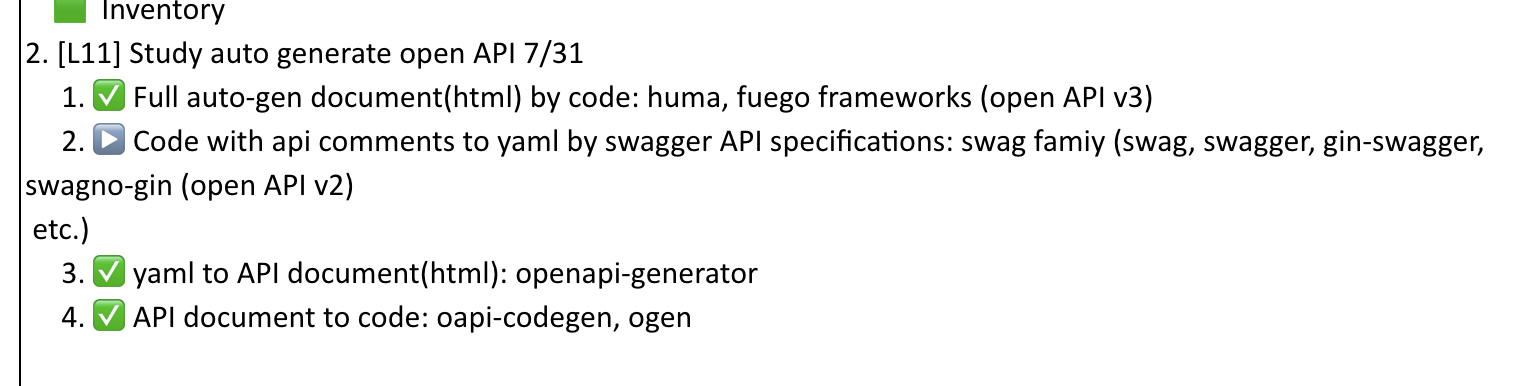 🟩 Inventory
2. [L11] Study auto generate open API 7/31
1. ✅ Full auto-gen document(html) by code: huma, fuego frameworks (open API v3)
2. ▶️ Code with api comments to yaml by swagger API specifications: swag famiy (swag, swagger, gin-swagger,
swagno-gin (open API v2)
etc.)
3. ✅ yaml to API document(html): openapi-generator
4. ✅ API document to code: oapi-codegen, ogen